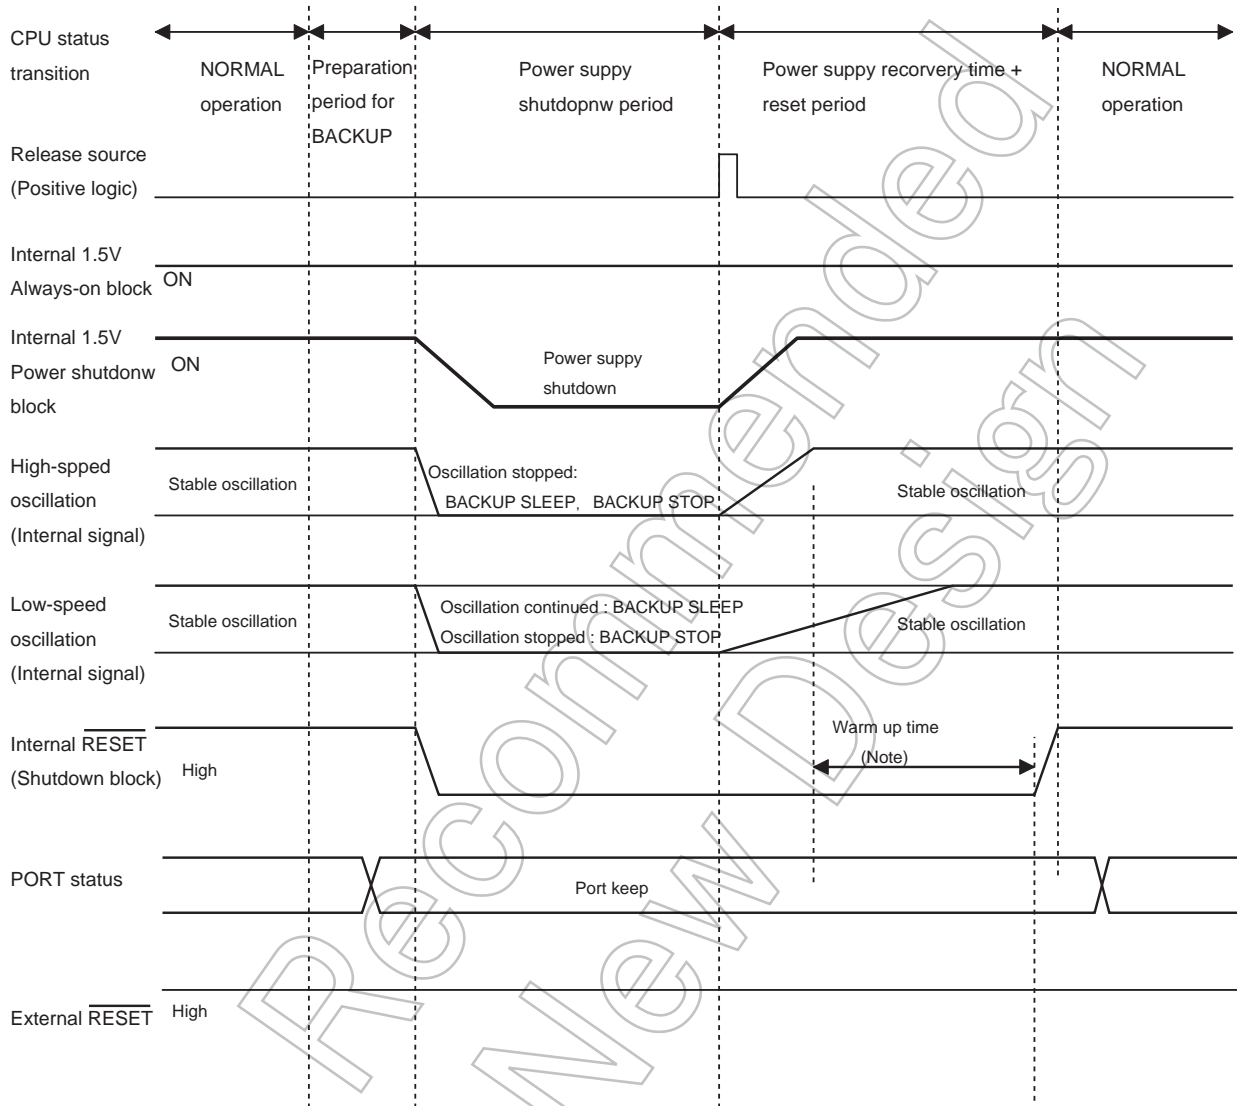 CPU status
transition
NORMAL
operation
Preparation
period for
BACKUP
Power suppy
shutdopnw period
Power suppy recorvery time +
reset period
NORMAL
operation
Release source
(Positive logic)
Internal 1.5V
Always-on block
ON
Internal 1.5V
Power shutdonw
block
ON
Power suppy
shutdown
High-spped
oscillation
(Internal signal)
Stable oscillation
Oscillation stopped:
BACKUP SLEEP, BACKUP STOP
Stable oscillation
Low-speed
oscillation
(Internal signal)
Stable oscillation
Oscillation continued : BACKUP SLEEP
Oscillation stopped : BACKUP STOP
Stable oscillation
Internal RESET
(Shutdown block)
High
Warm up time
(Note)
PORT status
Port keep
External RESET
High
Recommended
New Design